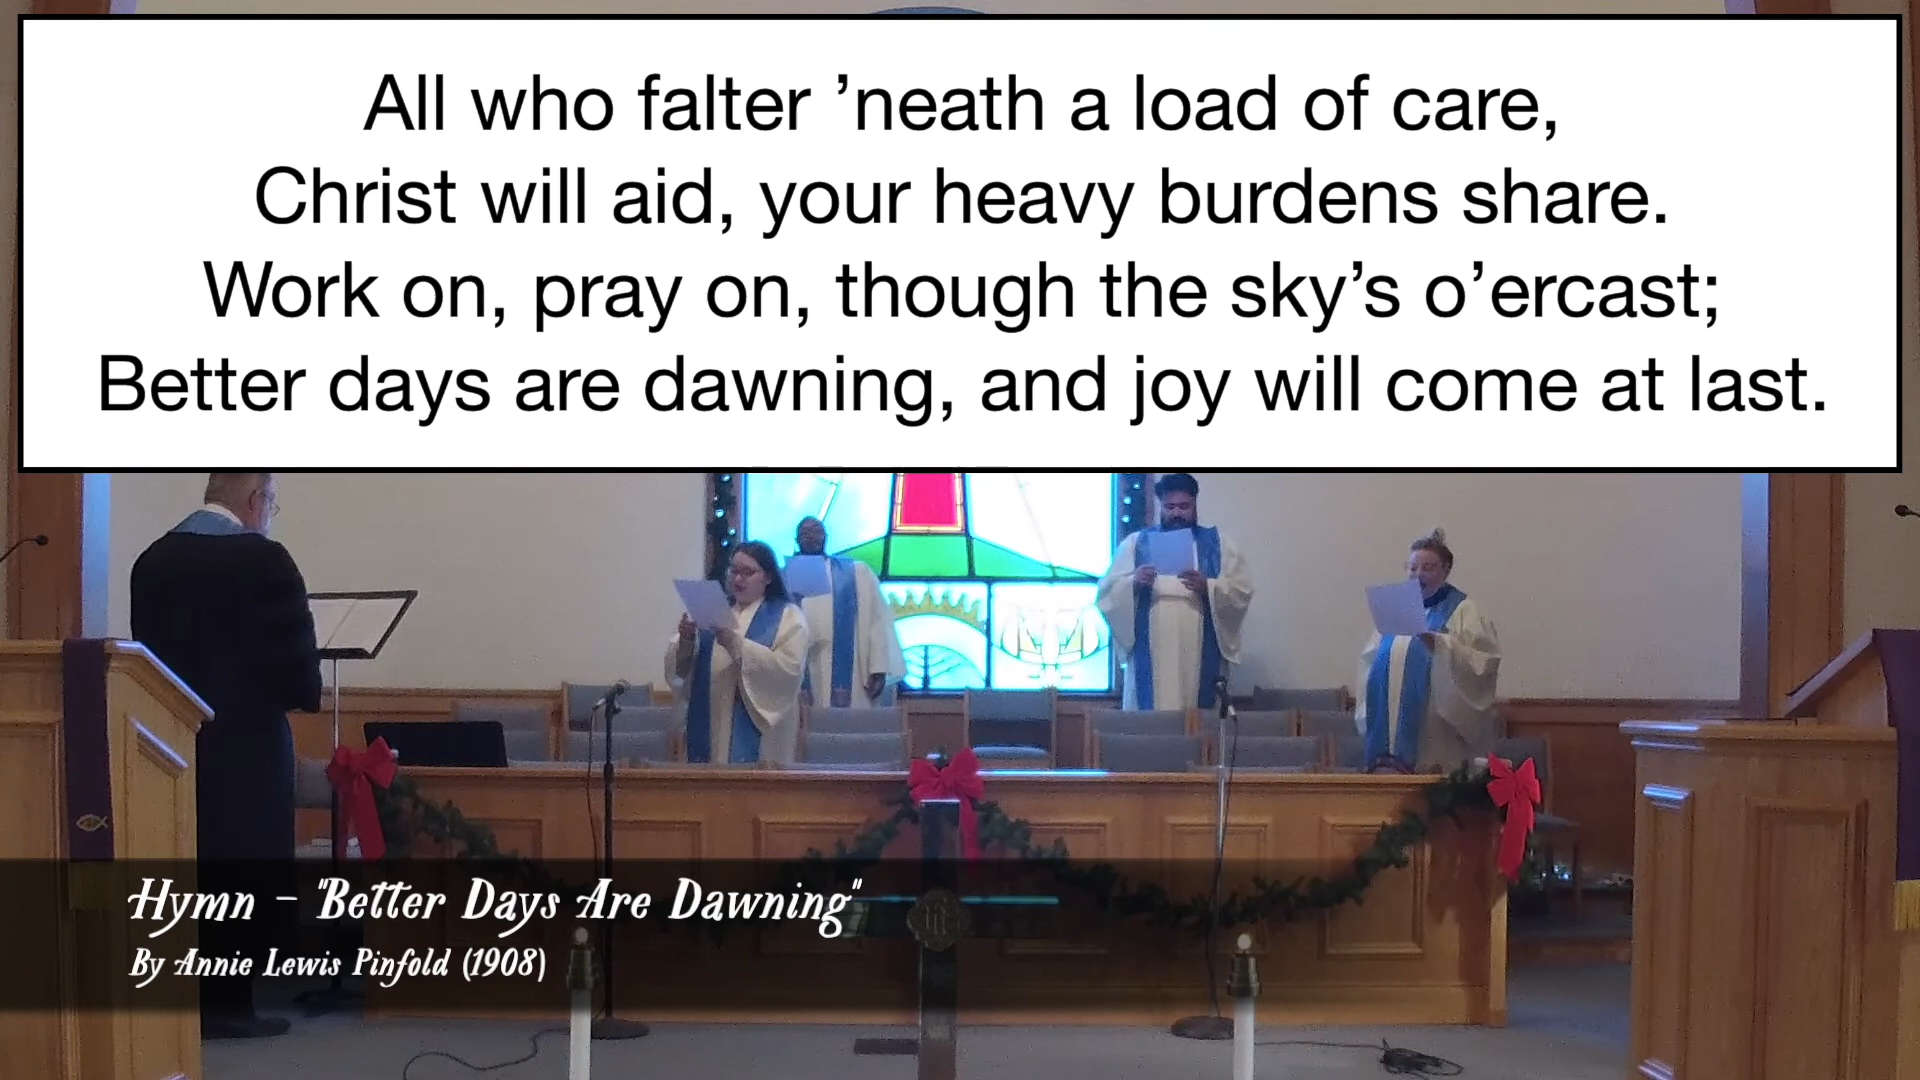 All who falter ’neath a load of care,
Christ will aid, your heavy burdens share.
Work on, pray on, though the sky’s o’ercast;
Better days are dawning, and joy will come at last.
Hymn - "Better Days Are Dawning"
By Annie Lewis Pinfold (1908)